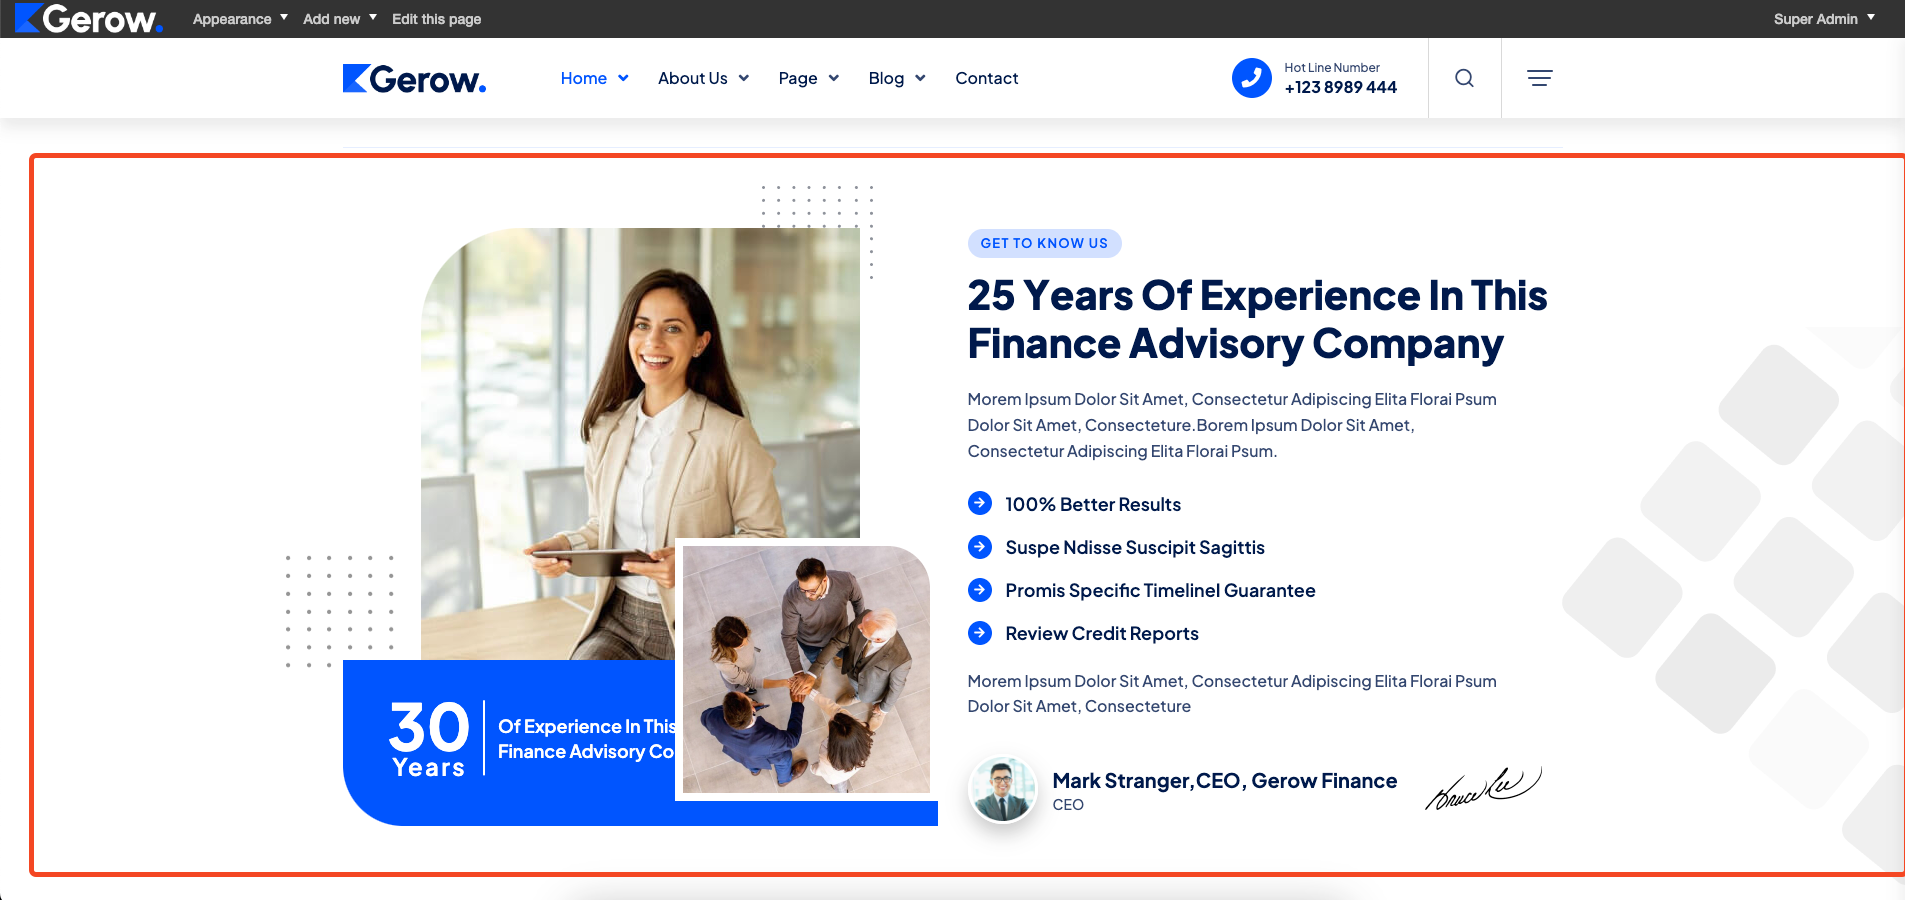 Gerow.
Appearance Add new Edit this page Super Admin
Gerow.
Home About Us Page Blog Contact
Hot Line Number
+123 8989 444
GET TO KNOW US
25 Years Of Experience In This
Finance Advisory Company
Morem Ipsum Dolor Sit Amet, Consectetur Adipiscing Elita Florai Psum
Dolor Sit Amet, Consecteture.Borem Ipsum Dolor Sit Amet,
Consectetur Adipiscing Elita Florai Psum.
100% Better Results
Suspe Ndisse Suscipit Sagittis
Promis Specific Timelinel Guarantee
Review Credit Reports
Morem Ipsum Dolor Sit Amet, Consectetur Adipiscing Elita Florai Psum
Dolor Sit Amet, Consecteture
30
Years
Of Experience In This
Finance Advisory Co
Mark Stranger,CEO, Gerow Finance
CEO
Bruce Lee